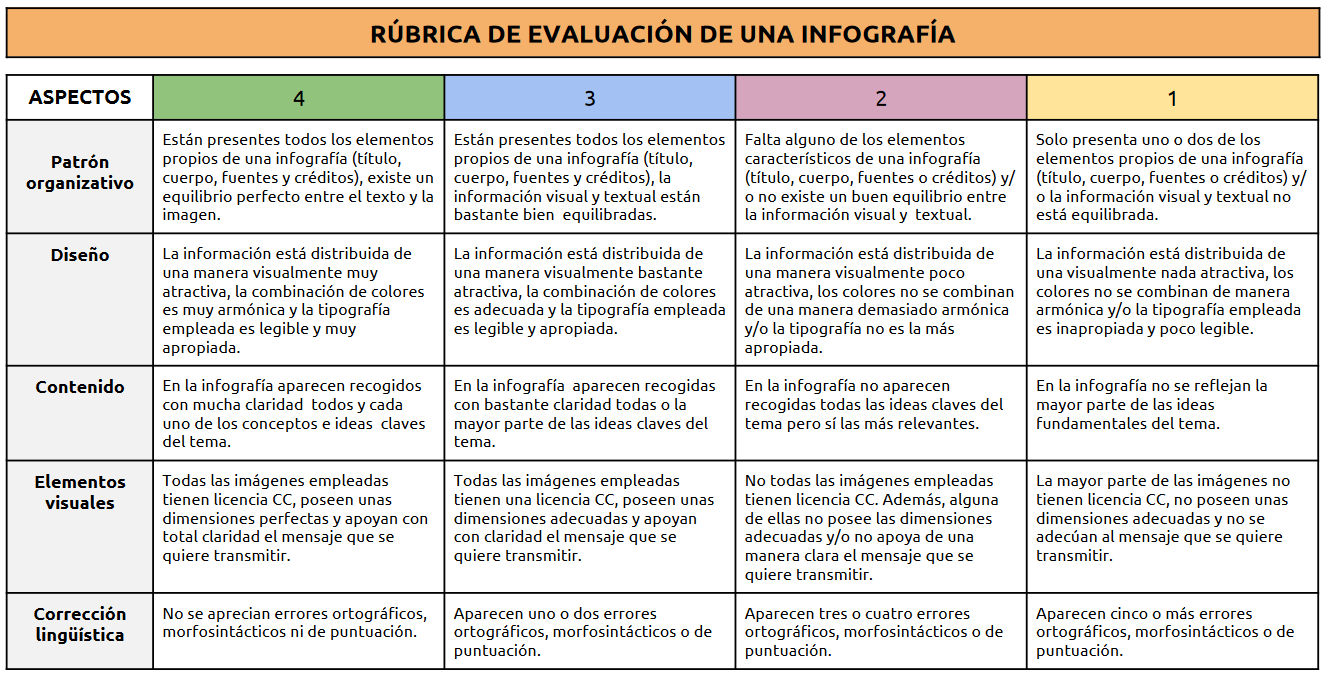 RÚBRICA DE EVALUACIÓN DE UNA INFOGRAFÍA
ASPECTOS
4
3
2
1
Patrón
organizativo
Están presentes todos los elementos
propios de una infografía (título,
cuerpo, fuentes y créditos), existe un
equilibrio perfecto entre el texto y la
imagen.
Están presentes todos los elementos
propios de una infografía (título,
cuerpo, fuentes y créditos), la
información visual y textual están
bastante bien equilibradas.
Falta alguno de los elementos
característicos de una infografía
(título, cuerpo, fuentes o créditos) y/
o no existe un buen equilibrio entre
la información visual y textual.
Solo presenta uno o dos de los
elementos propios de una infografía
(título, cuerpo, fuentes o créditos) y/
o la información visual y textual no
está equilibrada.
Diseño
La información está distribuida de
una manera visualmente muy
atractiva, la combinación de colores
es muy armónica y la tipografía
empleada es legible y muy
apropiada.
La información está distribuida de
una manera visualmente bastante
atractiva, la combinación de colores
es adecuada y la tipografía empleada
es legible y apropiada.
La información está distribuida de
una manera visualmente poco
atractiva, los colores no se combinan
de una manera demasiado armónica
y/o la tipografía no es la más
apropiada.
La información está distribuida de
una visualmente nada atractiva, los
colores no se combinan de manera
armónica y/o la tipografía empleada
es inapropiada y poco legible.
Contenido
En la infografía aparecen recogidos
con mucha claridad todos y cada
uno de los conceptos e ideas claves
del tema.
En la infografía aparecen recogidas
con bastante claridad todas o la
mayor parte de las ideas claves del
tema.
En la infografía no aparecen
recogidas todas las ideas claves del
tema pero sí las más relevantes.
En la infografía no se reflejan la
mayor parte de las ideas
fundamentales del tema.
Elementos
visuales
Todas las imágenes empleadas
tienen licencia CC, poseen unas
dimensiones perfectas y apoyan con
total claridad el mensaje que se
quiere transmitir.
Todas las imágenes empleadas
tienen una licencia CC, poseen unas
dimensiones adecuadas y apoyan
con claridad el mensaje que se
quiere transmitir.
No todas las imágenes empleadas
tienen licencia CC. Además, alguna
de ellas no posee las dimensiones
adecuadas y/o no apoya de una
manera clara el mensaje que se
quiere transmitir.
La mayor parte de las imágenes no
tienen licencia CC, no poseen unas
dimensiones adecuadas y no se
adecúan al mensaje que se quiere
transmitir.
Corrección
lingüística
No se aprecian errores ortográficos,
morfosintácticos ni de puntuación.
Aparecen uno o dos errores
ortográficos, morfosintácticos o de
puntuación.
Aparecen tres o cuatro errores
ortográficos, morfosintácticos o de
puntuación.
Aparecen cinco o más errores
ortográficos, morfosintácticos o de
puntuación.